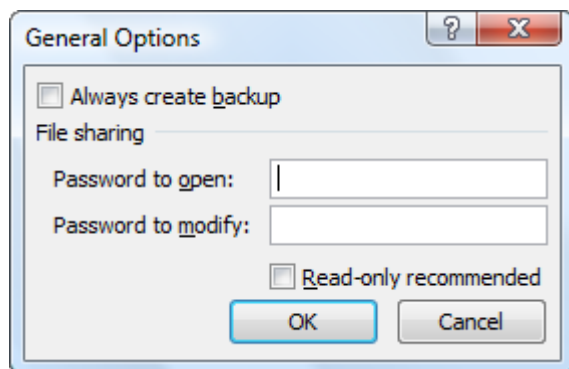 General Options
Always create backup
File sharing
Password to open:
Password to modify:
Read-only recommended
OK Cancel